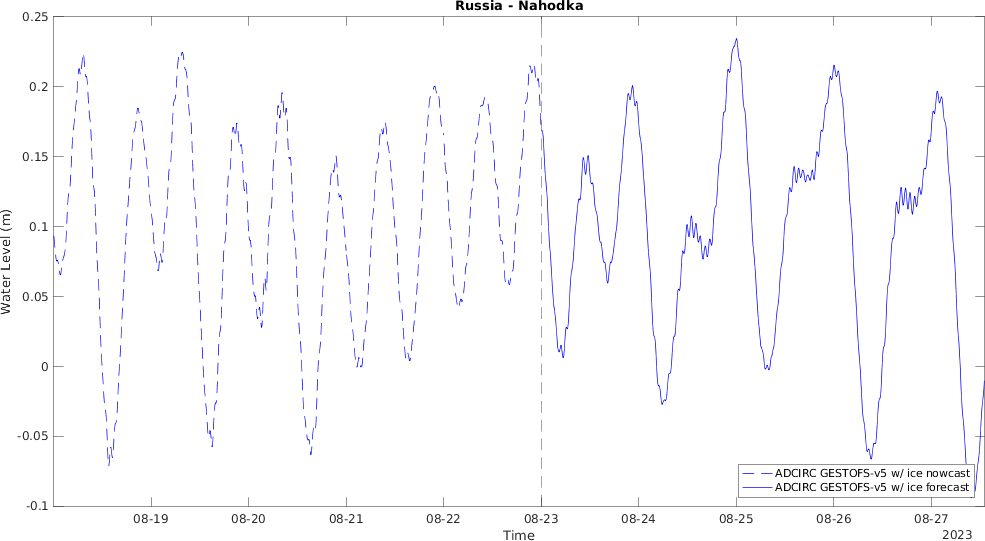 Russia - Nahodka
0.25
0.2
0.15
0.1
0.05
0
-0.05
-0.1
Water Level (m)
ADCIRC GESTOFS-v5 w/ ice nowcast
ADCIRC GESTOFS-v5 w/ ice forecast
08-19 08-20 08-21 08-22 08-23 08-24 08-25 08-26 08-27
Time
2023